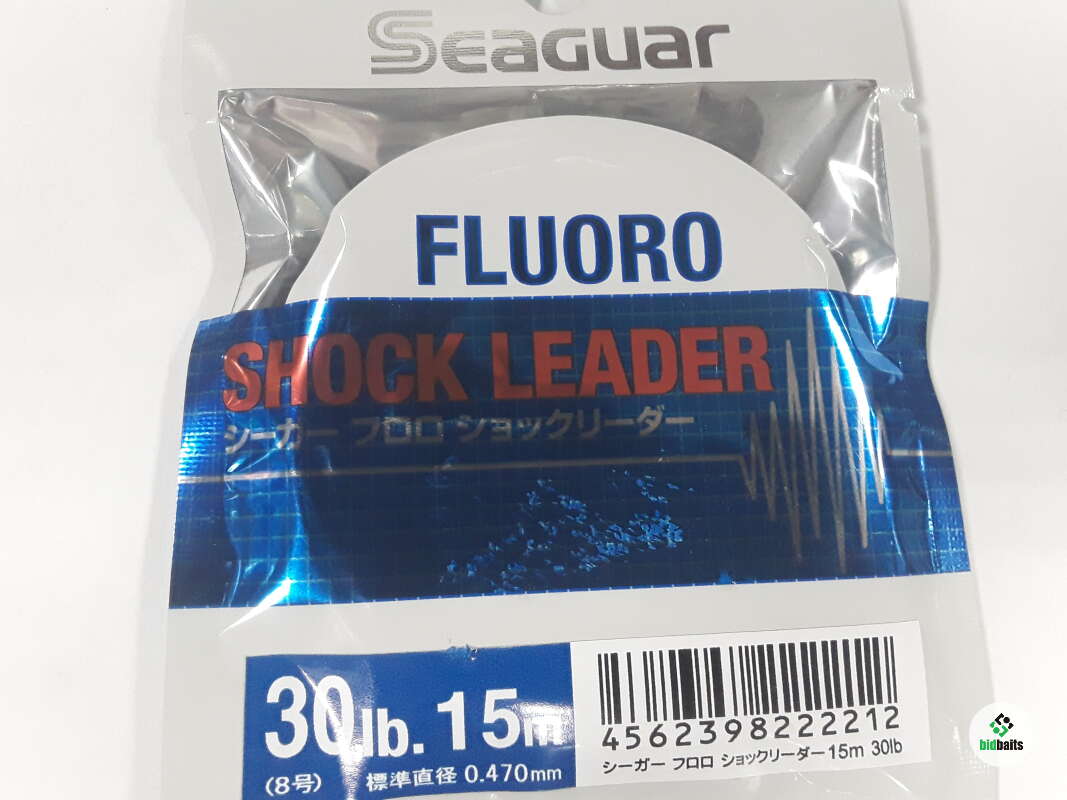 Seaguar
FLUORO
SHOCK LEADER
シーガー フロロ ショックリーダー
30lb. 15m
(8号) 標準直径 0.470mm
4562398222212
シーガー フロロ ショックリーダー15m 30lb
bidbaits